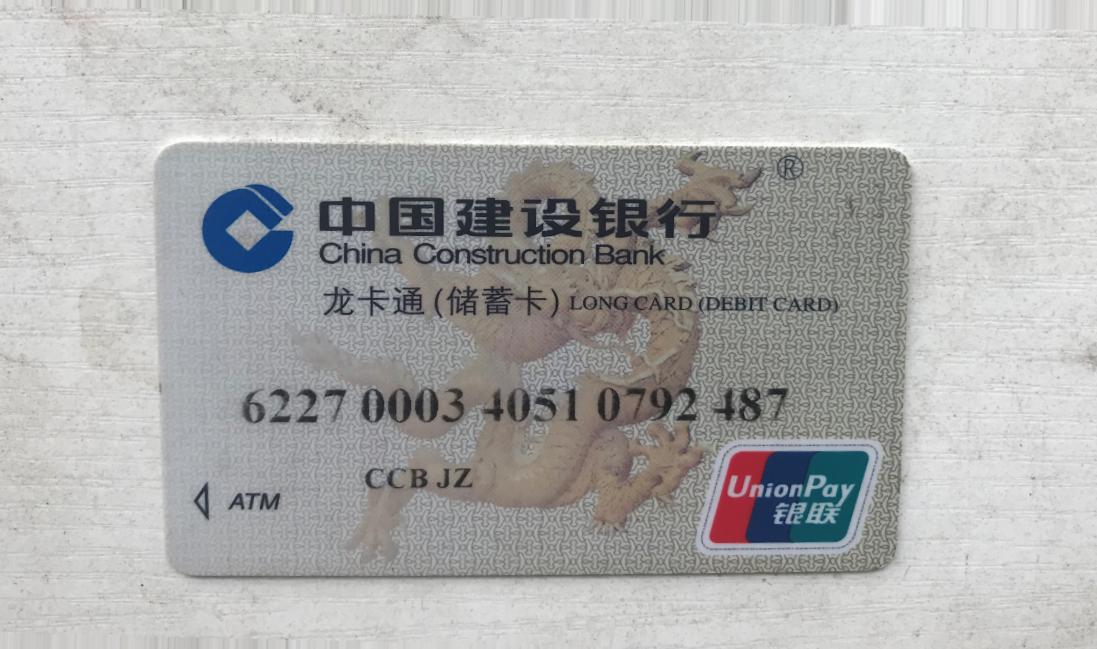 ®
中国建设银行
China Construction Bank
龙卡通(储蓄卡) LONG CARD (DEBIT CARD)
6227 0003 4051 0792 487
CCB JZ
ATM
UnionPay
银联